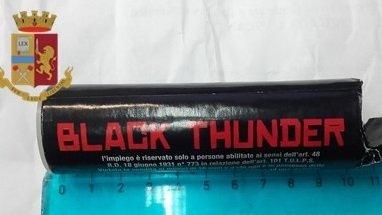 LEX
BLACK THUNDER
l'impiego è riservato solo a persone abilitate ai sensi dell'art. 48
R.D. 18 giugno 1931 n° 773 in relazione dell'art. 101 T.U.L.P.S.
0 1 2 3 4 5 6 7 8 9 10 11